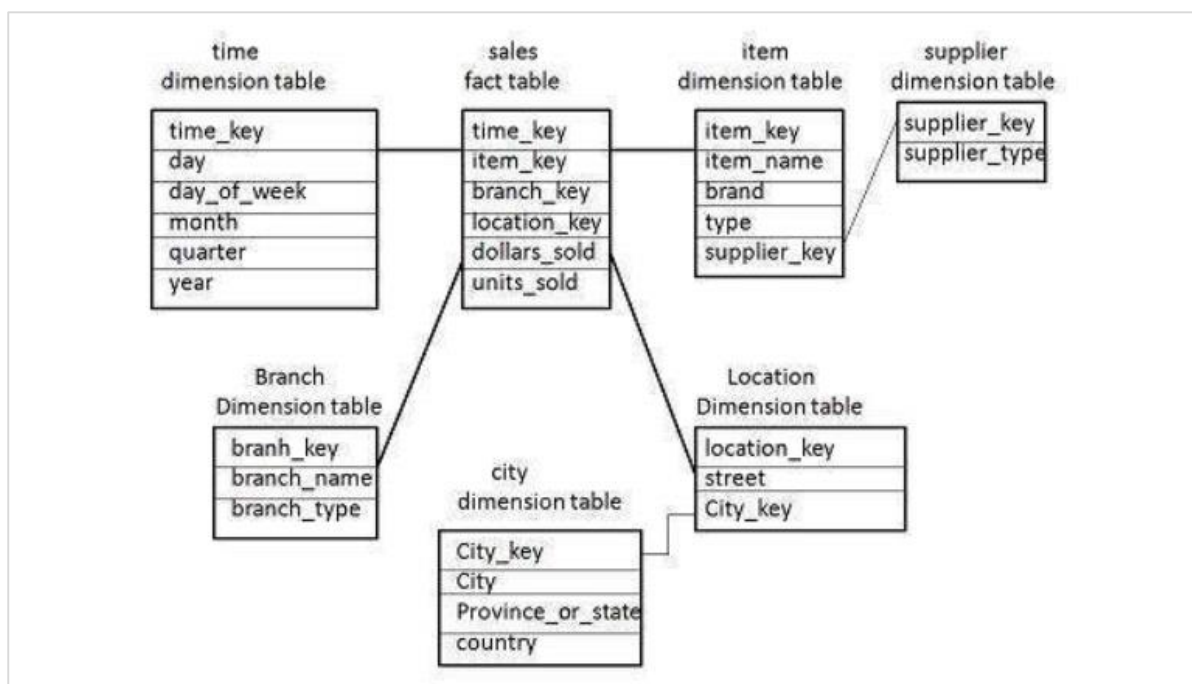 time
dimension table
time_key
day
day_of_week
month
quarter
year
sales
fact table
time_key
item_key
branch_key
location_key
dollars_sold
units_sold
item
dimension table
item_key
item_name
brand
type
supplier_key
supplier
dimension table
supplier_key
supplier_type
Branch
Dimension table
branh_key
branch_name
branch_type
city
dimension table
City_key
City
Province_or_state
country
Location
Dimension table
location_key
street
City_key